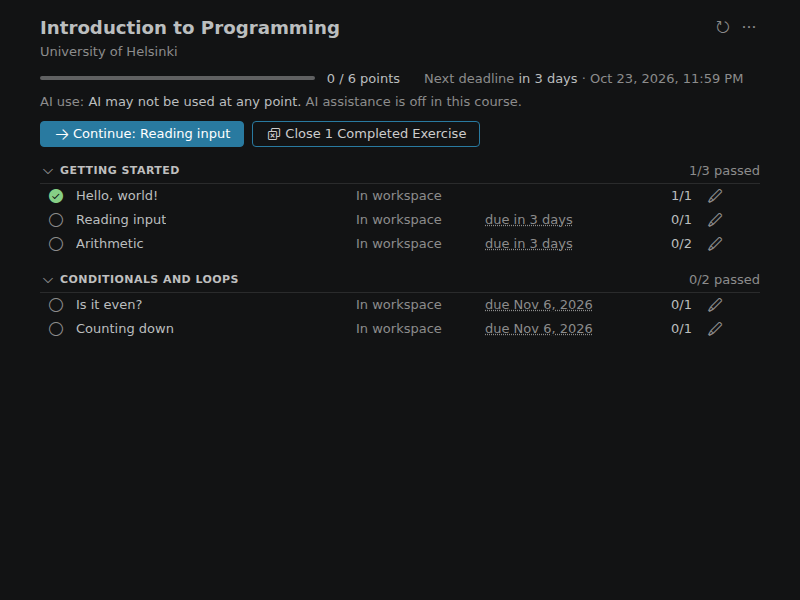 Introduction to Programming
University of Helsinki
0 / 6 points Next deadline in 3 days · Oct 23, 2026, 11:59 PM
AI use: AI may not be used at any point. AI assistance is off in this course.
Continue: Reading input Close 1 Completed Exercise
GETTING STARTED 1/3 passed
Hello, world! In workspace 1/1
Reading input In workspace due in 3 days 0/1
Arithmetic In workspace due in 3 days 0/2
CONDITIONALS AND LOOPS 0/2 passed
Is it even? In workspace due Nov 6, 2026 0/1
Counting down In workspace due Nov 6, 2026 0/1